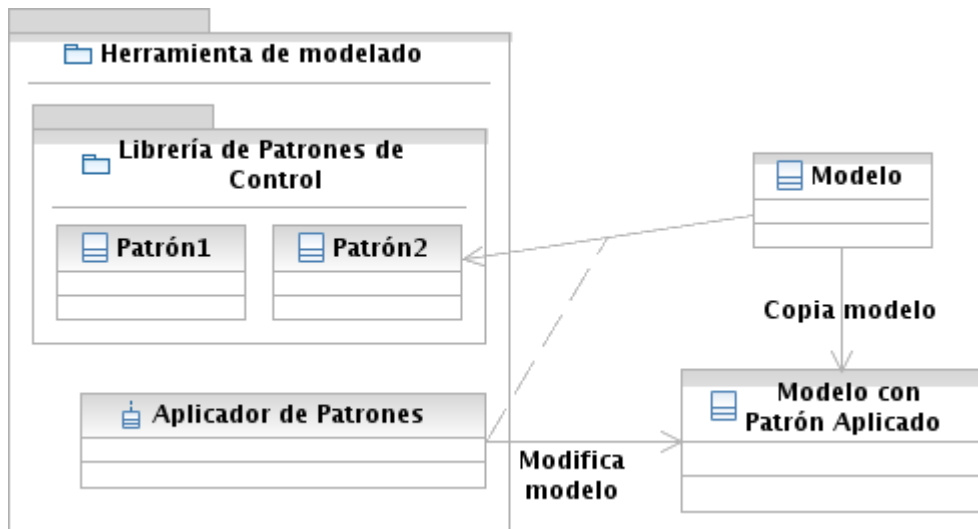 Herramienta de modelado
Librería de Patrones de
Control
Patrón1
Patrón2
Modelo
Copia modelo
Aplicador de Patrones
Modelo con
Patrón Aplicado
Modifica
modelo